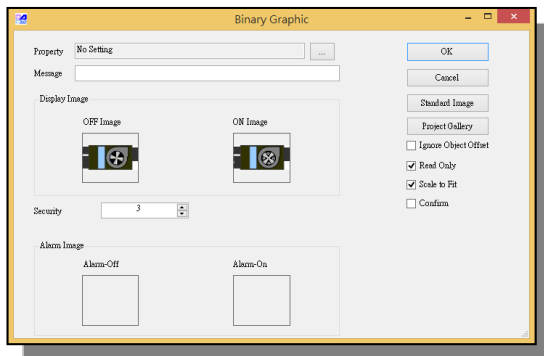 Binary Graphic
Property No Setting ... OK
Message
Cancel
Display Image
Standard Image
OFF Image ON Image
Project Gallery
Ignore Object Offset
Read Only
Scale to Fit
Security 3
Confirm
Alarm Image
Alarm-Off Alarm-On